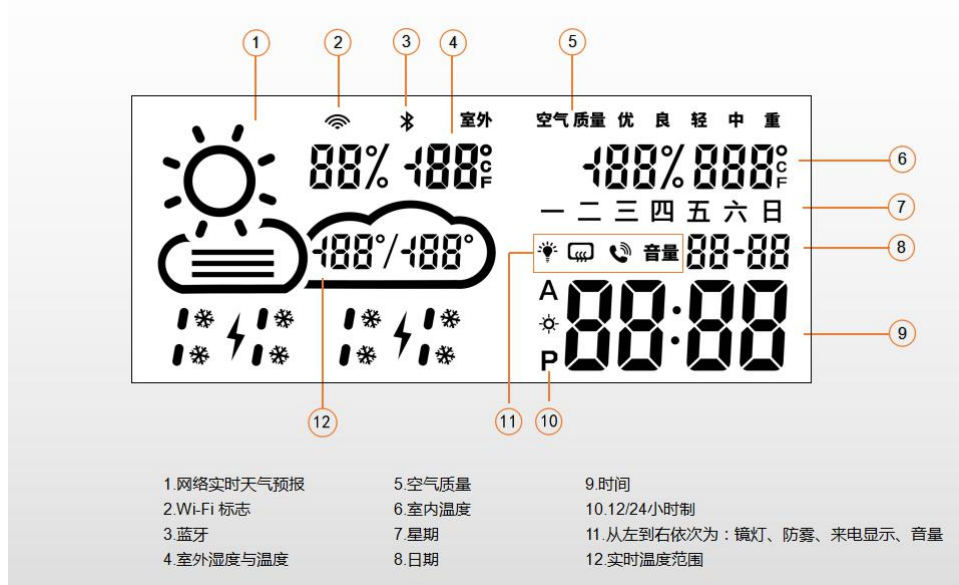 1 2 3 4 5
室外 空气质量 优 良 轻 中 重
88% -188°C F -188% 888°C F
6
一 二 三 四 五 六 日
7
-188°/-188° 音量 88-88
11 8
A
88:88
9
P
12 11 10
1.网络实时天气预报
2.Wi-Fi 标志
3.蓝牙
4.室外湿度与温度
5.空气质量
6.室内温度
7.星期
8.日期
9.时间
10.12/24小时制
11.从左到右依次为：镜灯、防雾、来电显示、音量
12.实时温度范围